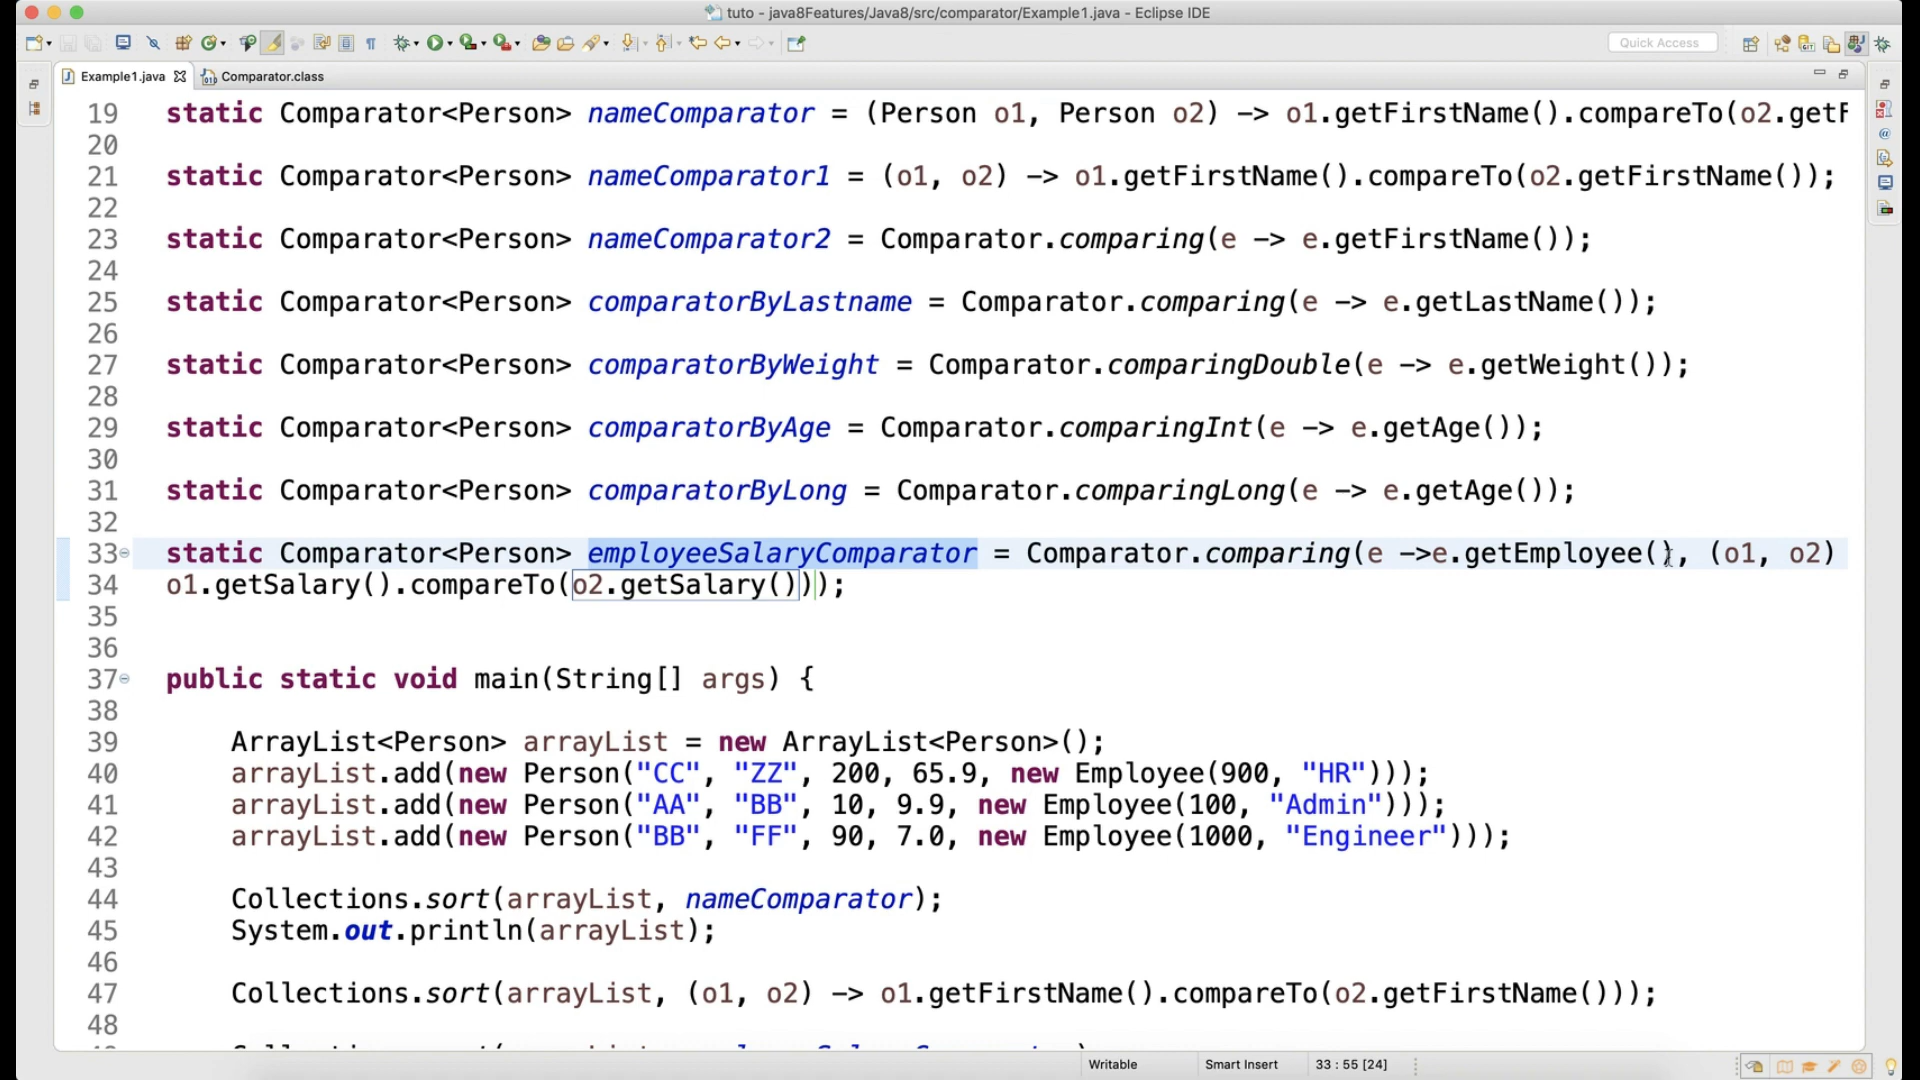 tuto - java8Features/Java8/src/comparator/Example1.java - Eclipse IDE
Quick Access
Example1.java
Comparator.class
19 static Comparator<Person> nameComparator = (Person o1, Person o2) -> o1.getFirstName().compareTo(o2.getF
20
21 static Comparator<Person> nameComparator1 = (o1, o2) -> o1.getFirstName().compareTo(o2.getFirstName());
22
23 static Comparator<Person> nameComparator2 = Comparator.comparing(e -> e.getFirstName());
24
25 static Comparator<Person> comparatorByLastname = Comparator.comparing(e -> e.getLastName());
26
27 static Comparator<Person> comparatorByWeight = Comparator.comparingDouble(e -> e.getWeight());
28
29 static Comparator<Person> comparatorByAge = Comparator.comparingInt(e -> e.getAge());
30
31 static Comparator<Person> comparatorByLong = Comparator.comparingLong(e -> e.getAge());
32
33 static Comparator<Person> employeeSalaryComparator = Comparator.comparing(e ->e.getEmployee(), (o1, o2)
34 o1.getSalary().compareTo(o2.getSalary()));
35
36
37 public static void main(String[] args) {
38
39 ArrayList<Person> arrayList = new ArrayList<Person>();
40 arrayList.add(new Person("CC", "ZZ", 200, 65.9, new Employee(900, "HR")));
41 arrayList.add(new Person("AA", "BB", 10, 9.9, new Employee(100, "Admin")));
42 arrayList.add(new Person("BB", "FF", 90, 7.0, new Employee(1000, "Engineer")));
43
44 Collections.sort(arrayList, nameComparator);
45 System.out.println(arrayList);
46
47 Collections.sort(arrayList, (o1, o2) -> o1.getFirstName().compareTo(o2.getFirstName()));
48
Writable
Smart Insert
33 : 55 [24]